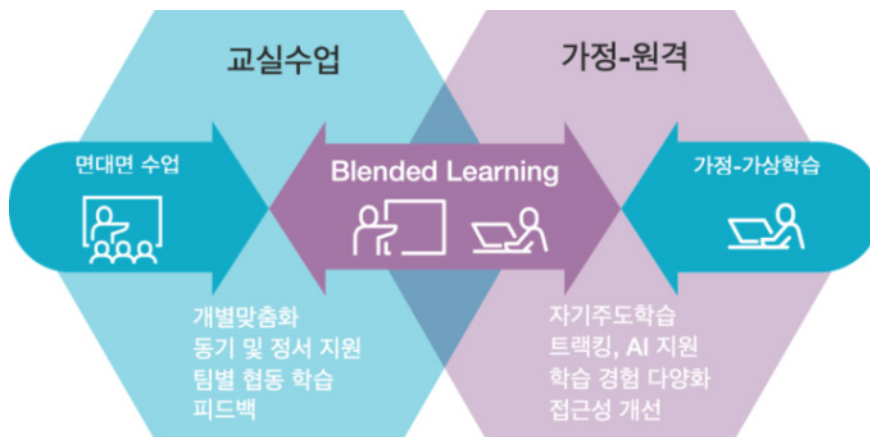 교실수업
가정-원격
면대면 수업
Blended Learning
가정-가상학습
개별맞춤화
동기 및 정서 지원
팀별 협동 학습
피드백
자기주도학습
트랙킹, AI 지원
학습 경험 다양화
접근성 개선